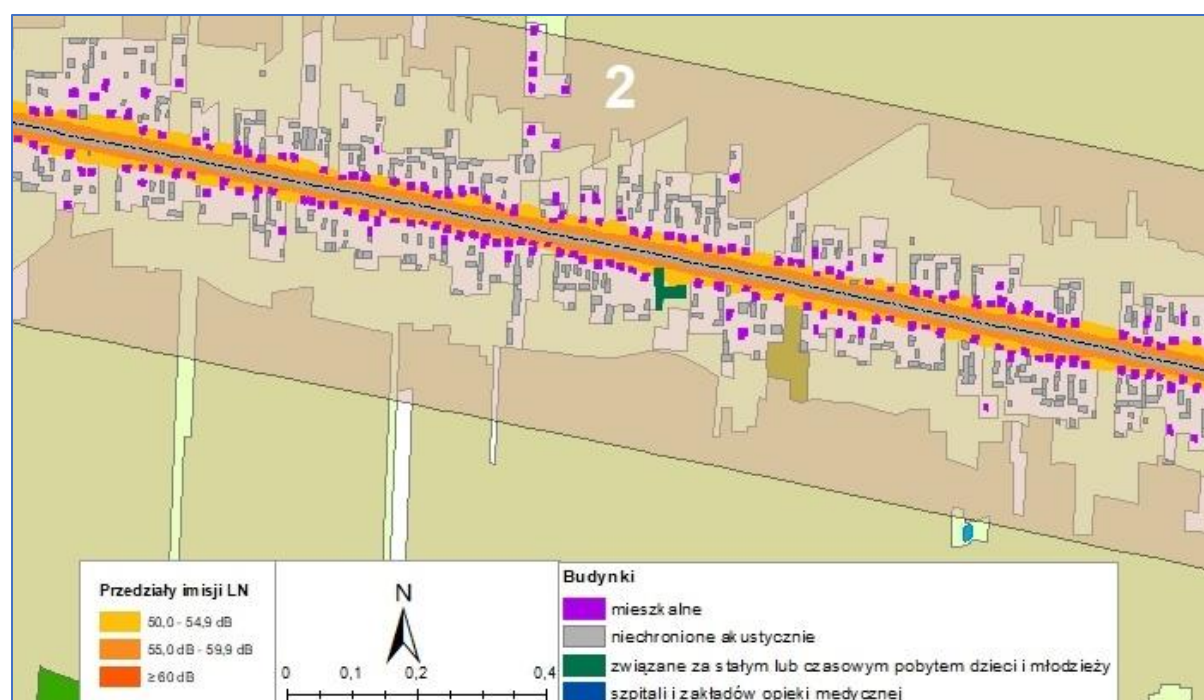 2
Przedziały imisji LN
50,0 - 54,9 dB
55,0 dB - 59,9 dB
≥ 60 dB
N
0 0,1 0,2 0,4
Budynki
mieszkalne
niechronione akustycznie
związane za stałym lub czasowym pobytem dzieci i młodzieży
szpitali i zakładów opieki medycznej